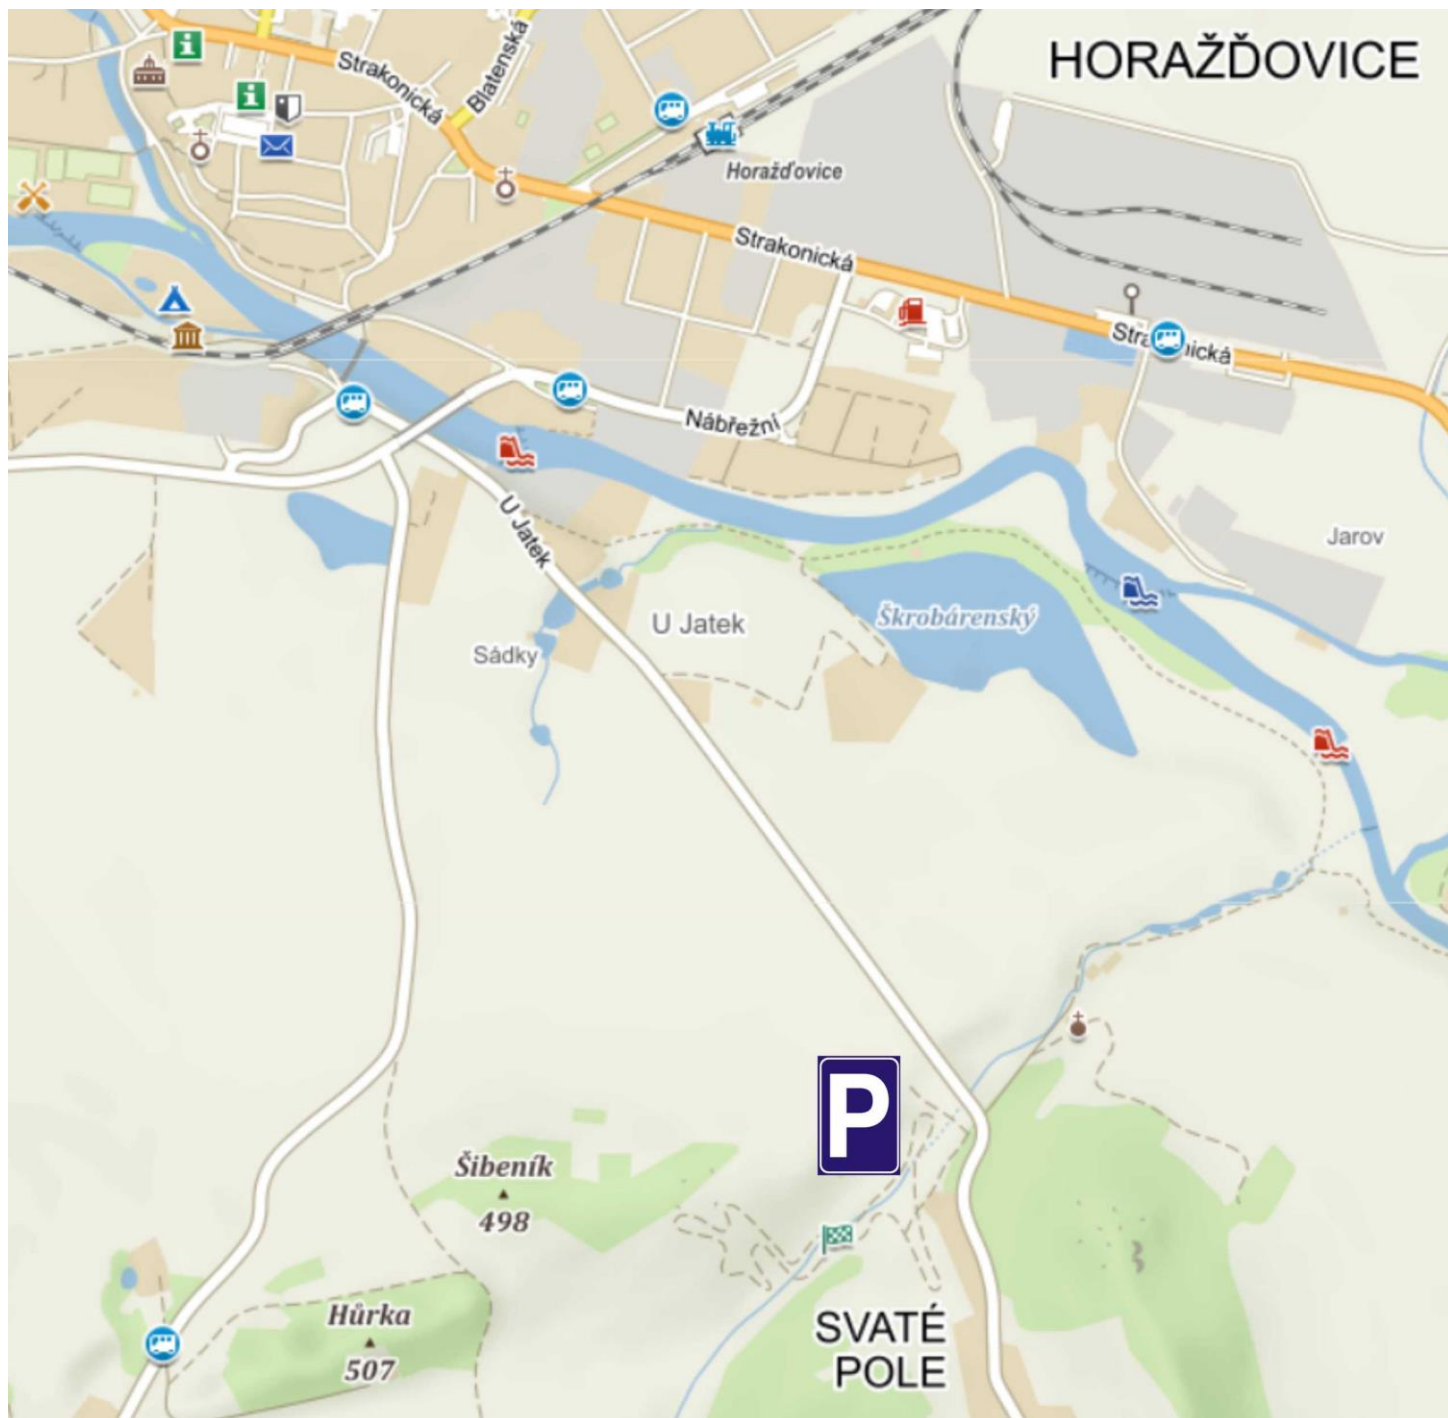 HORAŽĎOVICE
Strakonická
Blatenská
Horažďovice
Strakonická
Strakonická
Nábřežní
U Jatek
Jarov
U Jatek
Škrobárenský
Sádky
P
Šibeník
498
Hůrka
507
SVATÉ
POLE